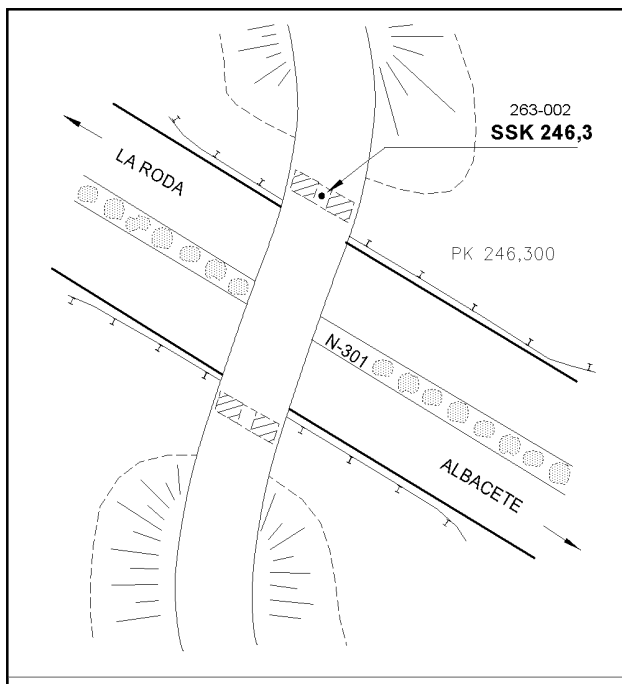 263-002
SSK 246,3
LA RODA
PK 246,300
N-301
ALBACETE